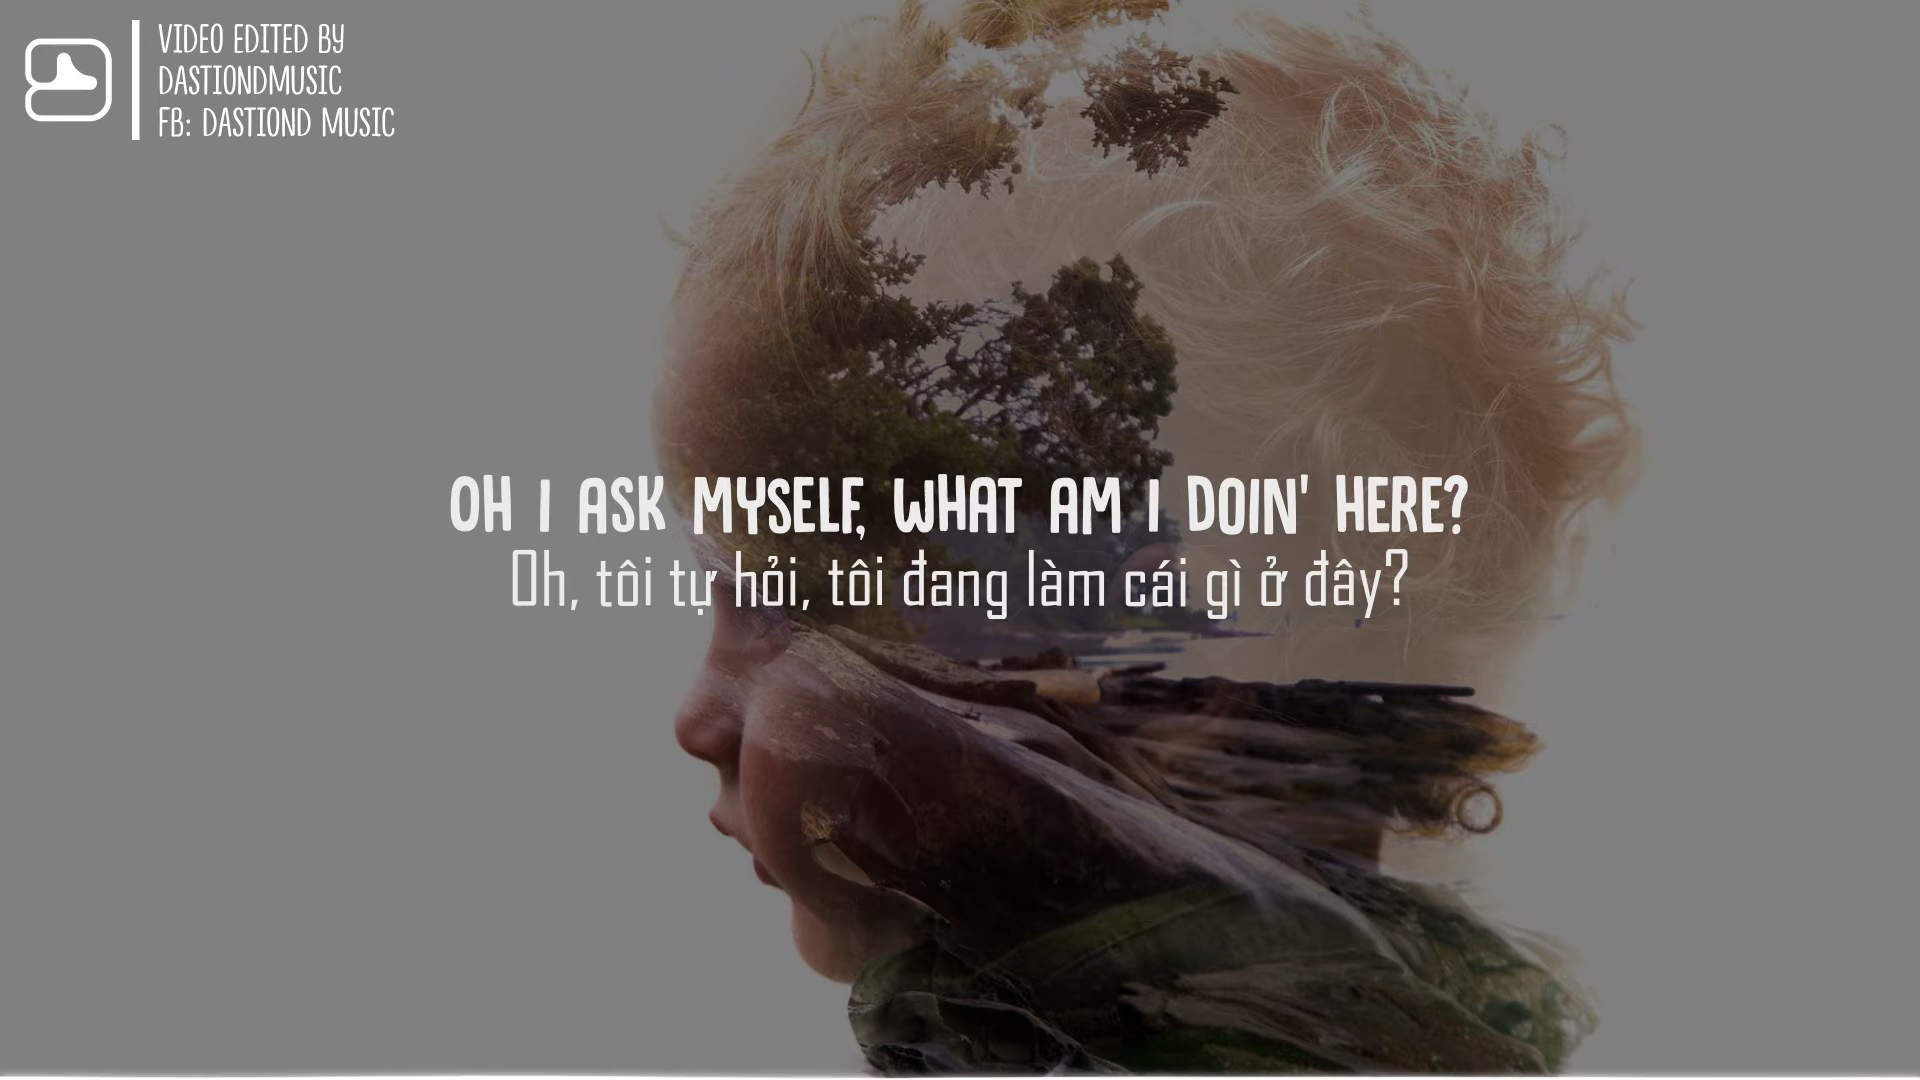 VIDEO EDITED BY
DASTIONDMUSIC
FB: DASTIOND MUSIC
OH I ASK MYSELF, WHAT AM I DOIN' HERE?
Oh, tôi tự hỏi, tôi đang làm cái gì ở đây?